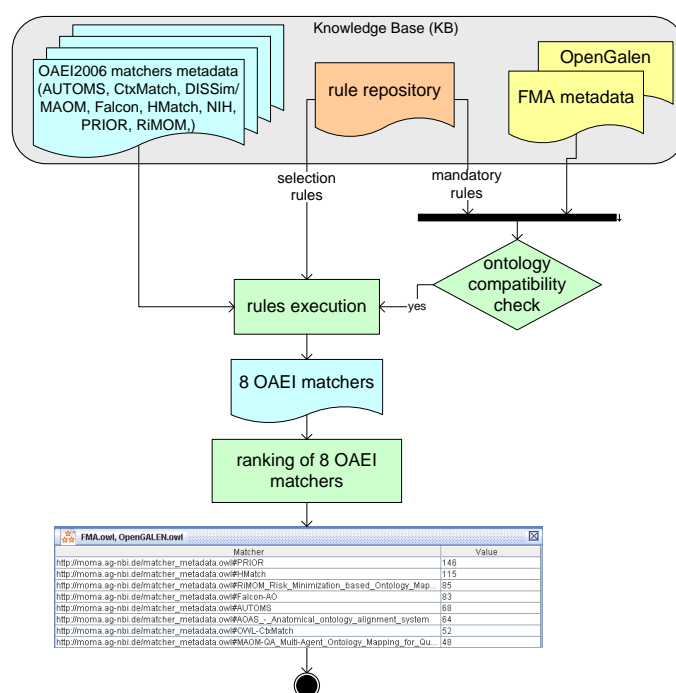 Knowledge Base (KB)
OAEI2006 matchers metadata
(AUTOMS, CtxMatch, DISSim/
MAOM, Falcon, HMatch, NIH,
PRIOR, RiMOM,)
rule repository
OpenGalen
FMA metadata
selection
rules
mandatory
rules
ontology
compatibility
check
yes
rules execution
8 OAEI matchers
ranking of 8 OAEI
matchers
FMA.owl, OpenGALEN.owl
Matcher Value
http://moma.ag-nbi.de/matcher_metadata.owl#PRIOR 146
http://moma.ag-nbi.de/matcher_metadata.owl#HMatch 115
http://moma.ag-nbi.de/matcher_metadata.owl#RiMOM_Risk_Minimization_based_Ontology_Map... 85
http://moma.ag-nbi.de/matcher_metadata.owl#Falcon-AO 83
http://moma.ag-nbi.de/matcher_metadata.owl#AUTOMS 68
http://moma.ag-nbi.de/matcher_metadata.owl#AOAS_-_Anatomical_ontology_alignment_system 64
http://moma.ag-nbi.de/matcher_metadata.owl#OWL-CtxMatch 52
http://moma.ag-nbi.de/matcher_metadata.owl#MAOM-QA_Multi-Agent_Ontology_Mapping_for_Qu... 48